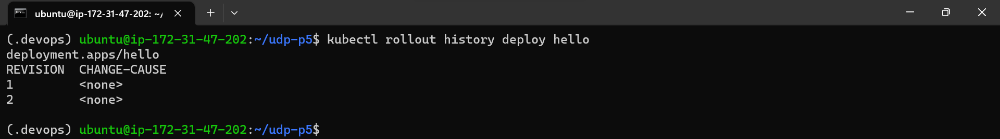 ubuntu@ip-172-31-47-202: ~/
(.devops) ubuntu@ip-172-31-47-202:~/udp-p5$ kubectl rollout history deploy hello
deployment.apps/hello
REVISION  CHANGE-CAUSE
1         <none>
2         <none>
(.devops) ubuntu@ip-172-31-47-202:~/udp-p5$